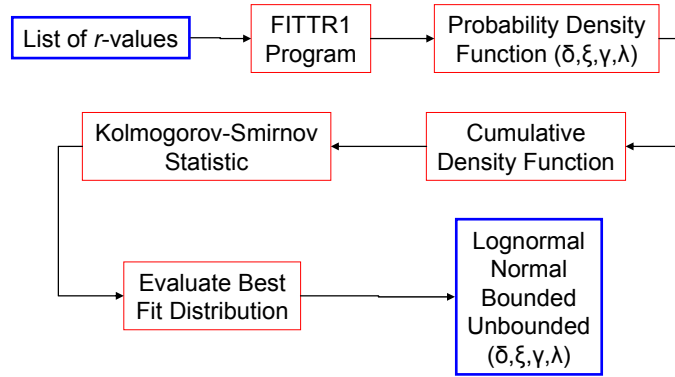 List of r-values
FITTR1
Program
Probability Density
Function (δ,ξ,γ,λ)
Kolmogorov-Smirnov
Statistic
Cumulative
Density Function
Evaluate Best
Fit Distribution
Lognormal
Normal
Bounded
Unbounded
(δ,ξ,γ,λ)